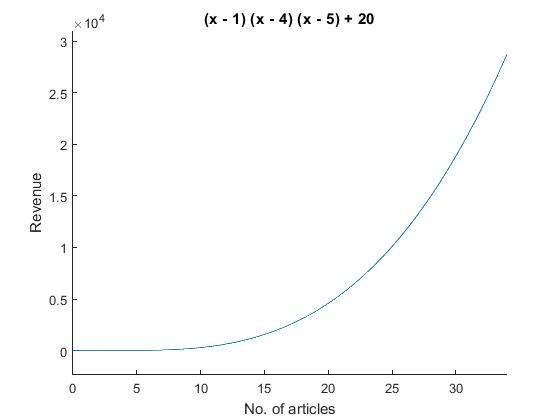 (x - 1) (x - 4) (x - 5) + 20
×10⁴
3
2.5
2
1.5
1
0.5
0
Revenue
0 5 10 15 20 25 30
No. of articles